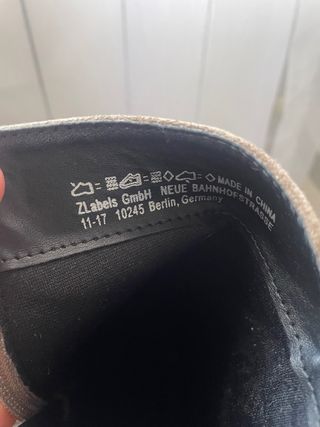 MADE IN CHINA
ZLabels GmbH NEUE BAHNHOFSTRASSE
11-17 10245 Berlin, Germany